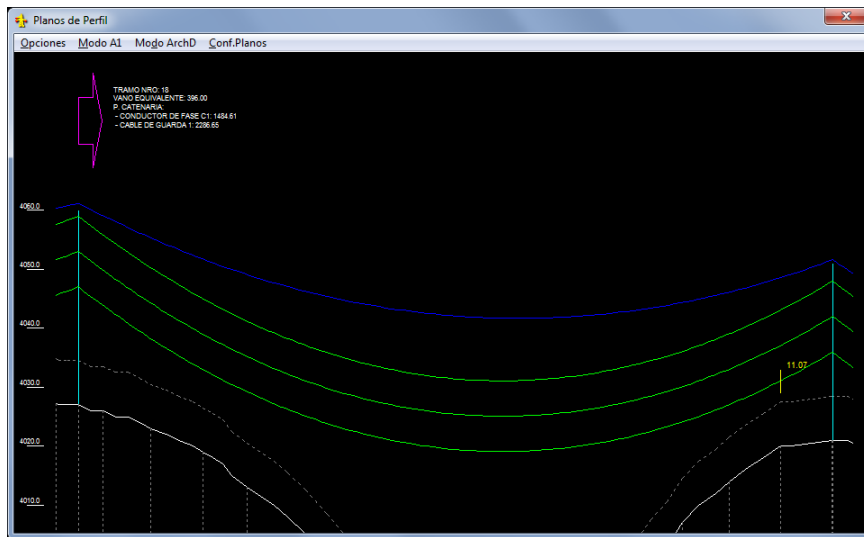 Planos de Perfil
Opciones Modo A1 Modo ArchD Conf.Planos
TRAMO NRO: 18
VANO EQUIVALENTE: 396.00
P. CATENARIA:
- CONDUCTOR DE FASE C1: 1484.61
- CABLE DE GUARDA 1: 2286.65
4060.0
4050.0
4040.0
4030.0
11.07
4020.0
4010.0